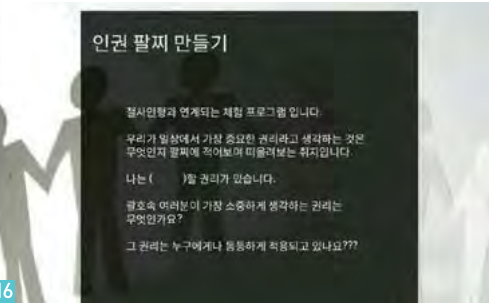 인권 팔찌 만들기
철사인형과 연계되는 체험 프로그램 입니다.
우리가 일상에서 가장 중요한 권리라고 생각하는 것은
무엇인지 팔찌에 적어보며 떠올려보는 취지입니다.
나는 ( )할 권리가 있습니다.
괄호속 여러분이 가장 소중하게 생각하는 권리는
무엇인가요?
그 권리는 누구에게나 동등하게 적용되고 있나요???
16